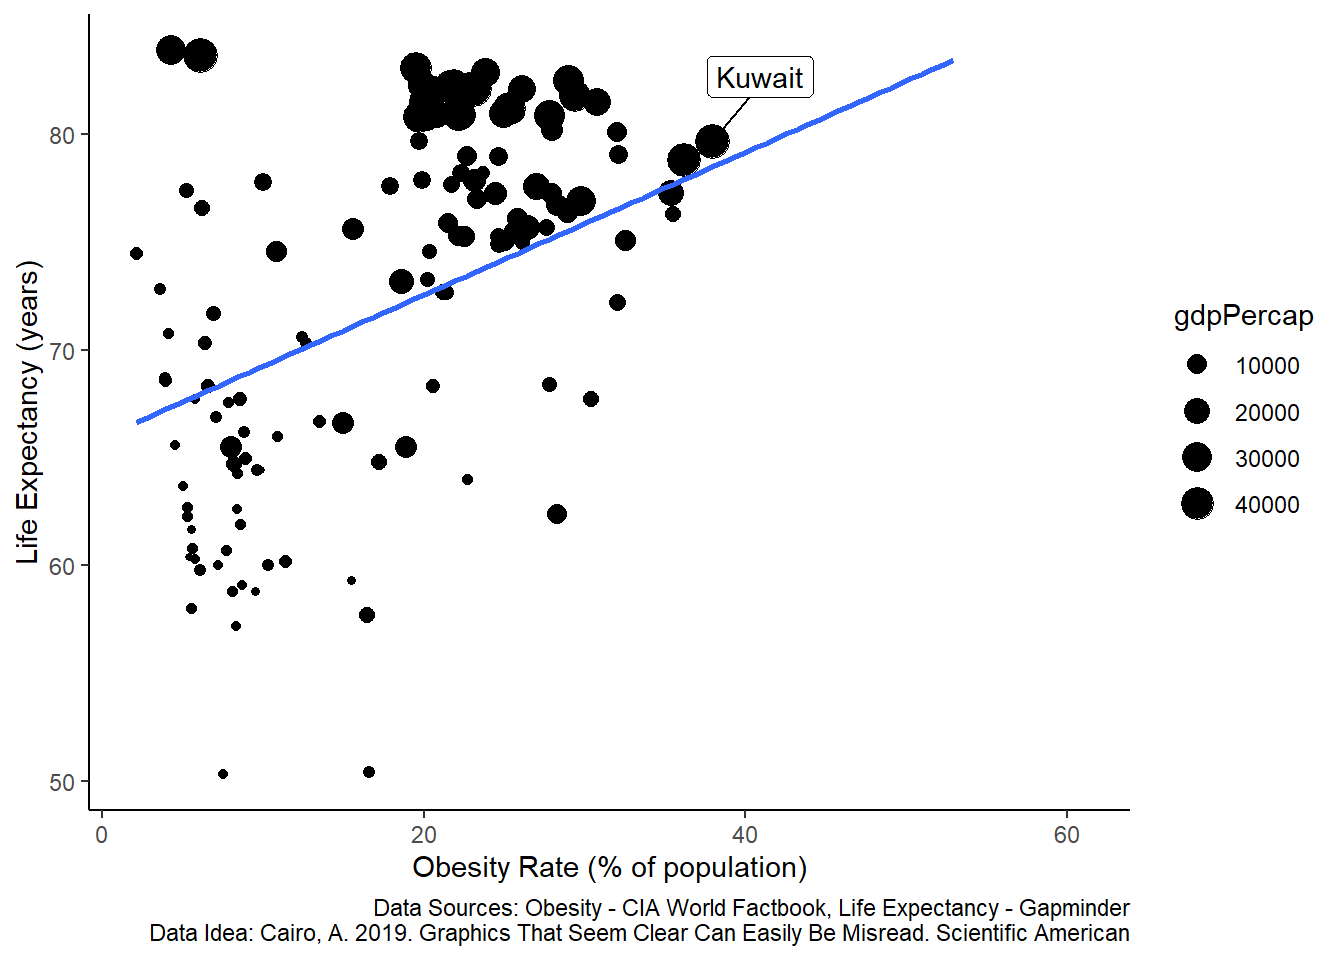 Kuwait
80
70
60
50
Life Expectancy (years)
0 20 40 60
Obesity Rate (% of population)
gdpPercap
10000
20000
30000
40000
Data Sources: Obesity - CIA World Factbook, Life Expectancy - Gapminder
Data Idea: Cairo, A. 2019. Graphics That Seem Clear Can Easily Be Misread. Scientific American